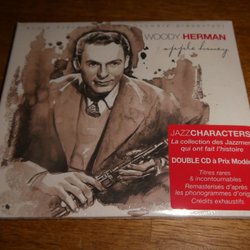 WOODY HERMAN
apple honey
JAZZCHARACTERS
La collection des Jazzmen
qui ont fait l'histoire
DOUBLE CD à Prix Modé
Titres rares
& incontournables
Remasterisés d'après
les phonogrammes d'orig
Crédits exhaustifs